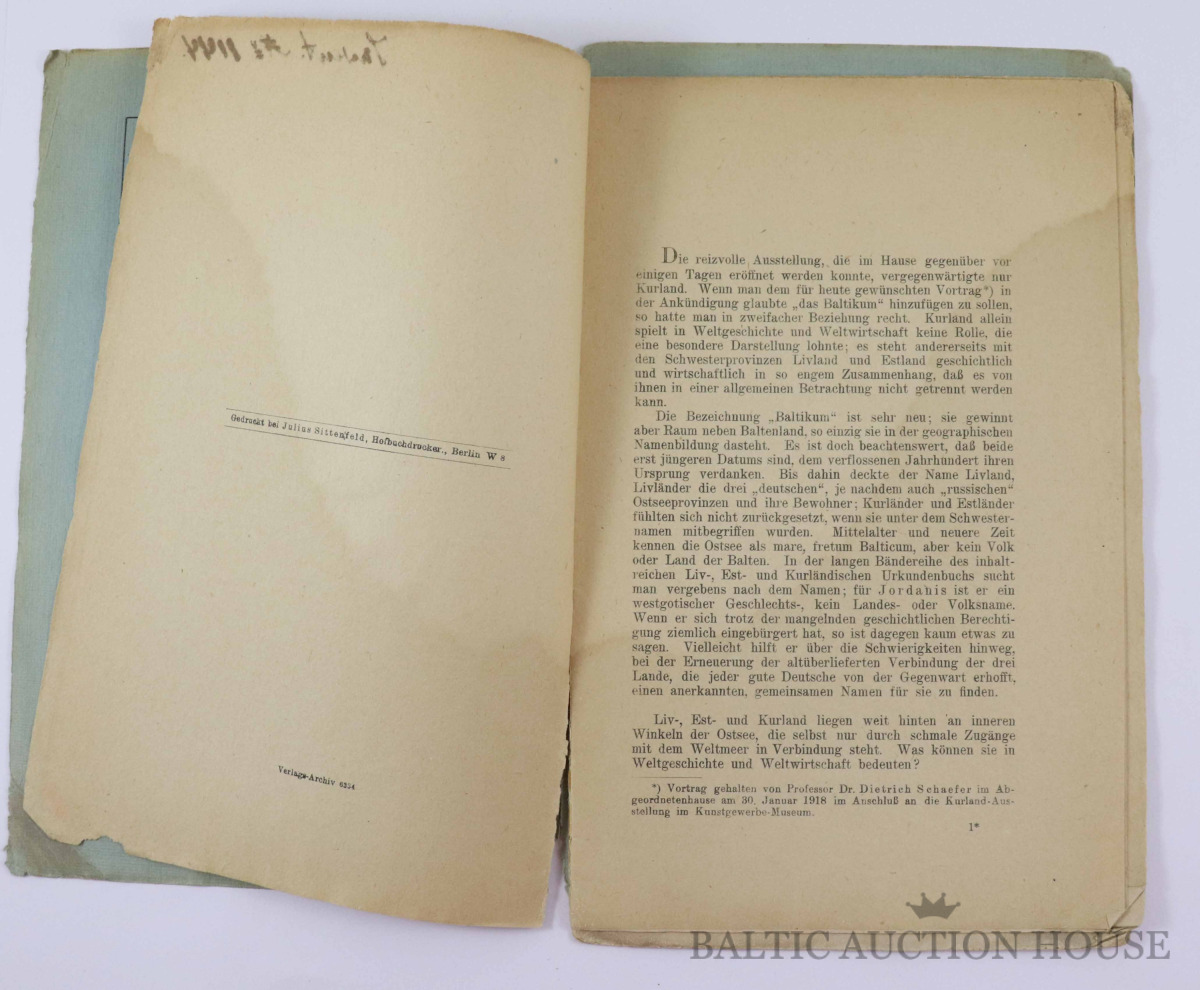 Gedruckt bei Julius Sittenfeld, Hofbuchdrucker., Berlin W 8
Verlags-Archiv 6254
Die reizvolle Ausstellung, die im Hause gegenüber vor
einigen Tagen eröffnet werden konnte, vergegenwärtigte nur
Kurland. Wenn man dem für heute gewünschten Vortrag*) in
der Ankündigung glaubte „das Baltikum“ hinzufügen zu sollen,
so hatte man in zweifacher Beziehung recht. Kurland allein
spielt in Weltgeschichte und Weltwirtschaft keine Rolle, die
eine besondere Darstellung lohnte; es steht andererseits mit
den Schwesterprovinzen Livland und Estland geschichtlich
und wirtschaftlich in so engem Zusammenhang, daß es von
ihnen in einer allgemeinen Betrachtung nicht getrennt werden
kann.
Die Bezeichnung „Baltikum“ ist sehr neu; sie gewinnt
aber Raum neben Baltenland, so einzig sie in der geographischen
Namenbildung dasteht. Es ist doch beachtenswert, daß beide
erst jüngeren Datums sind, dem verflossenen Jahrhundert ihren
Ursprung verdanken. Bis dahin deckte der Name Livland,
Livländer die drei „deutschen“, je nachdem auch „russischen“
Ostseeprovinzen und ihre Bewohner; Kurländer und Estländer
fühlten sich nicht zurückgesetzt, wenn sie unter dem Schwester-
namen mitbegriffen wurden. Mittelalter und neuere Zeit
kennen die Ostsee als mare, fretum Balticum, aber kein Volk
oder Land der Balten. In der langen Bändereihe des inhalt-
reichen Liv-, Est- und Kurländischen Urkundenbuchs sucht
man vergebens nach dem Namen; für Jordanis ist er ein
westgotischer Geschlechts-, kein Landes- oder Volksname.
Wenn er sich trotz der mangelnden geschichtlichen Berechti-
gung ziemlich eingebürgert hat, so ist dagegen kaum etwas zu
sagen. Vielleicht hilft er über die Schwierigkeiten hinweg,
bei der Erneuerung der altüberlieferten Verbindung der drei
Lande, die jeder gute Deutsche von der Gegenwart erhofft,
einen anerkannten, gemeinsamen Namen für sie zu finden.
Liv-, Est- und Kurland liegen weit hinten an inneren
Winkeln der Ostsee, die selbst nur durch schmale Zugänge
mit dem Weltmeer in Verbindung steht. Was können sie in
Weltgeschichte und Weltwirtschaft bedeuten?
*) Vortrag gehalten von Professor Dr. Dietrich Schaefer im Ab-
geordnetenhause am 30. Januar 1918 im Anschluß an die Kurland-Aus-
stellung im Kunstgewerbe-Museum.
1*
BALTIC AUCTION HOUSE